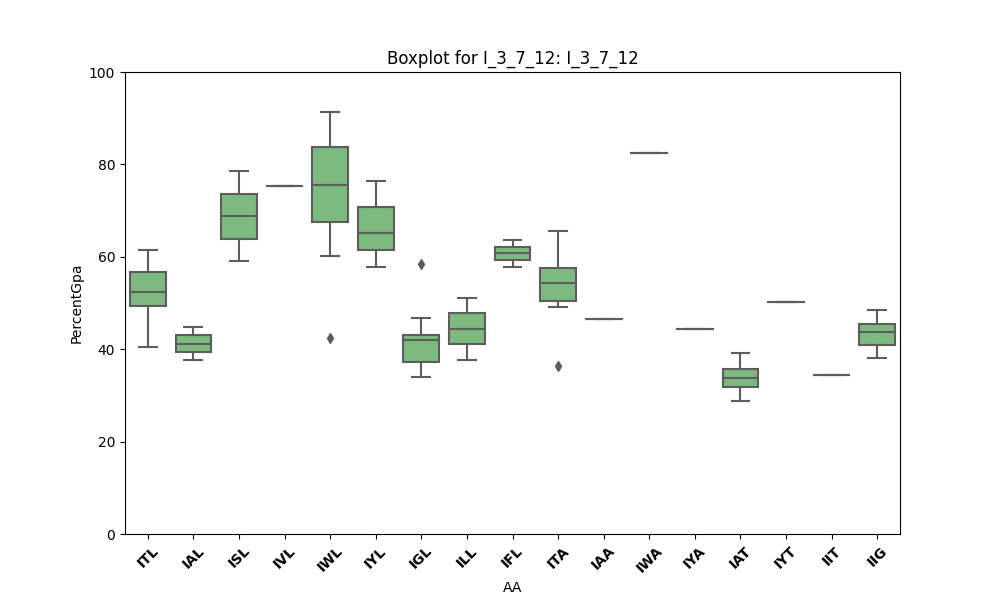 Boxplot for I_3_7_12: I_3_7_12
100
80
60
40
20
0
PercentGpa
ITL
IAL
ISL
IVL
IWL
IYL
IGL
ILL
IFL
ITA
IAA
IWA
IYA
IAT
IYT
IIT
IIG
AA